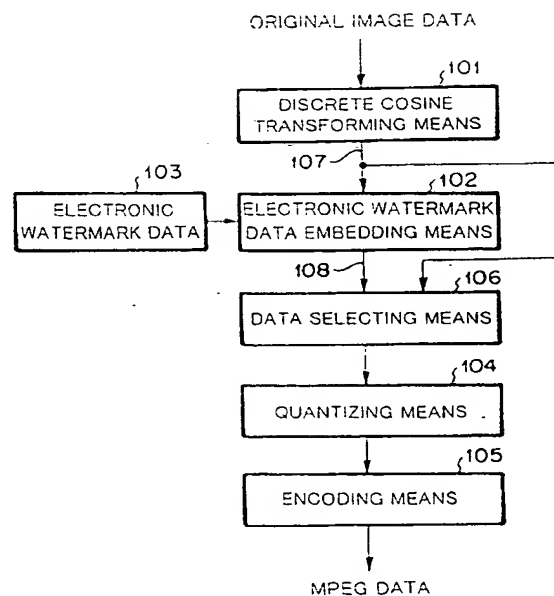 ORIGINAL IMAGE DATA
101
DISCRETE COSINE
TRANSFORMING MEANS
107
103
102
ELECTRONIC
WATERMARK DATA
ELECTRONIC WATERMARK
DATA EMBEDDING MEANS
108
106
DATA SELECTING MEANS
104
QUANTIZING MEANS
105
ENCODING MEANS
MPEG DATA